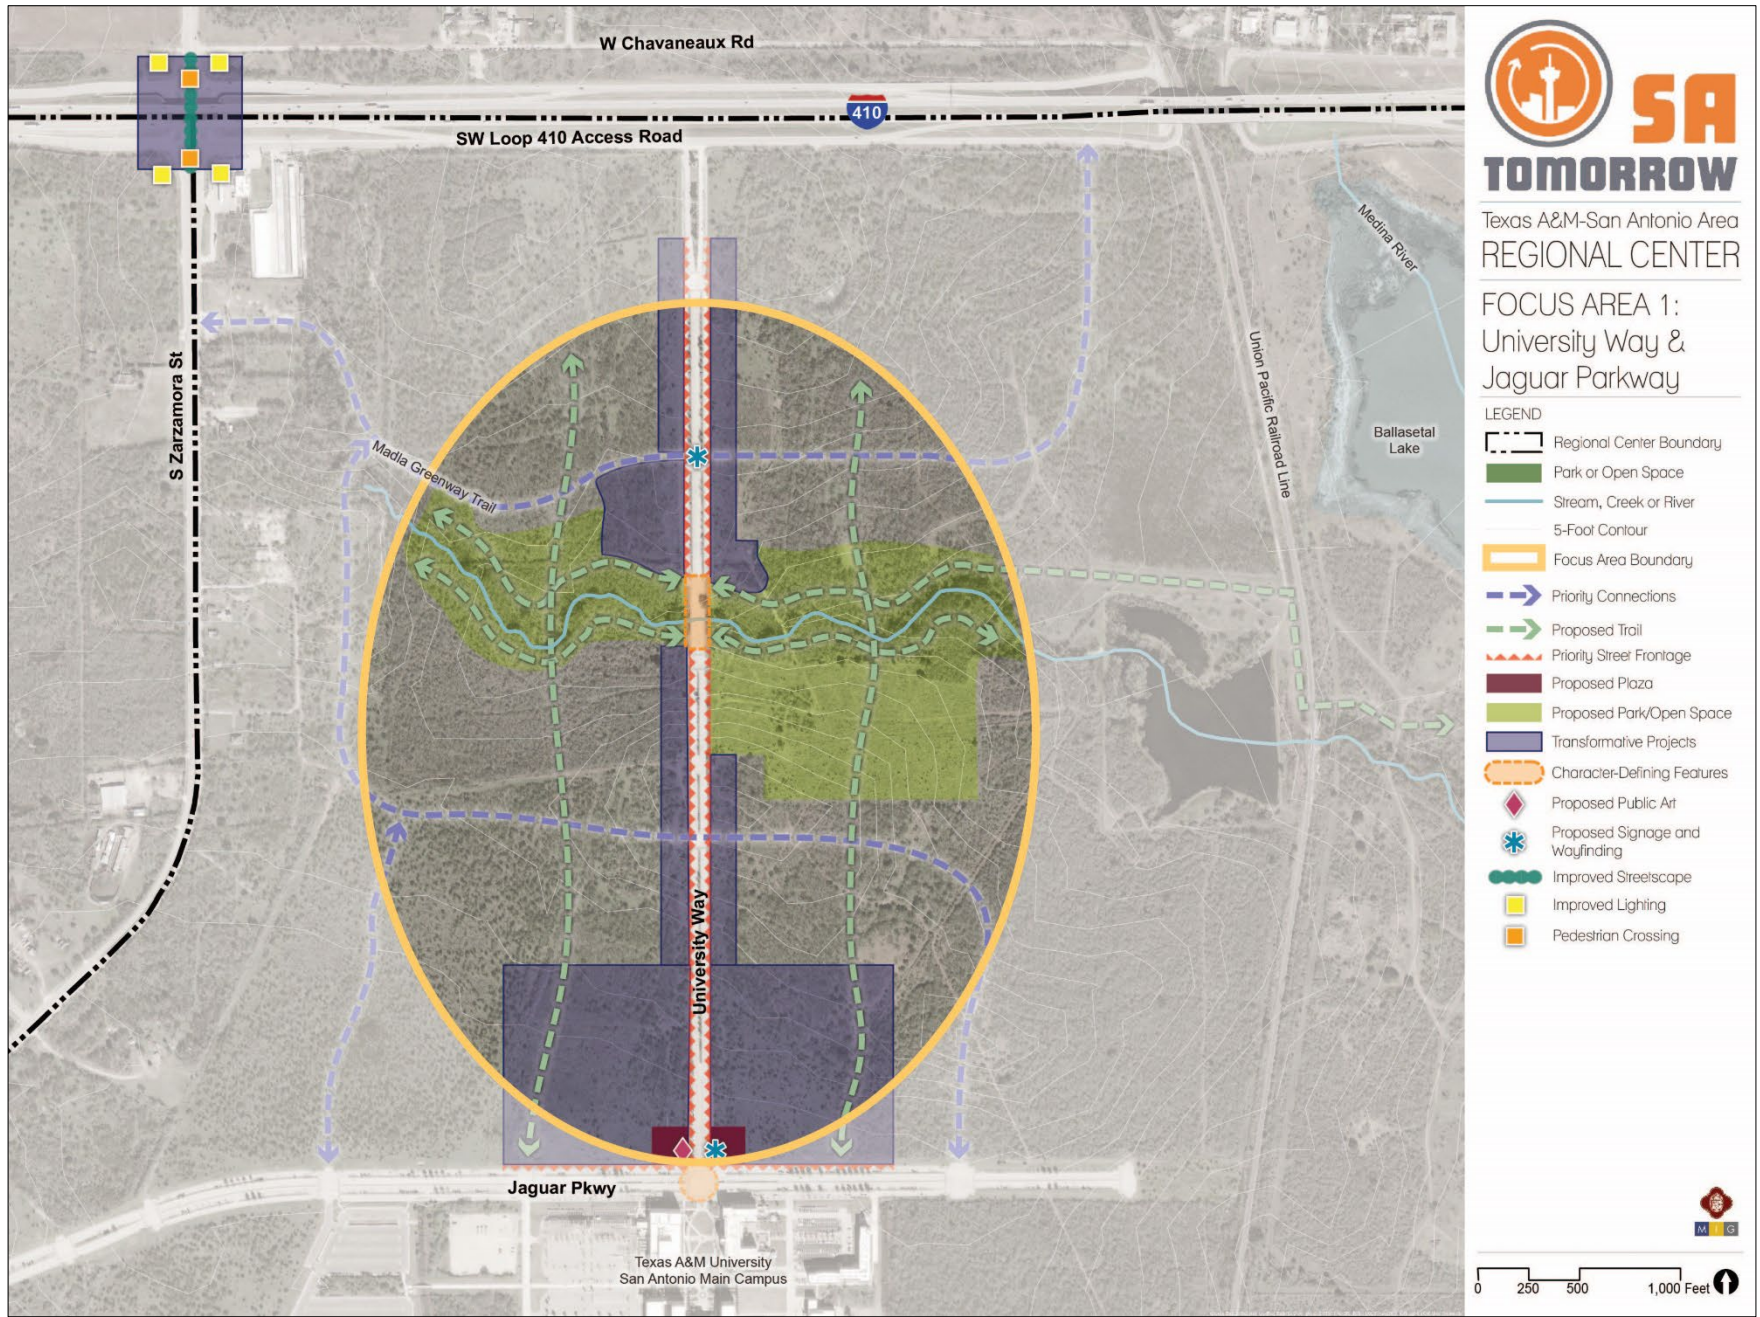 W Chavaneaux Rd
410
SW Loop 410 Access Road
S Zarzamora St
Madla Greenway Trail
Union Pacific Railroad Line
Medina River
Ballasetal
Lake
University Way
Jaguar Pkwy
Texas A&M University
San Antonio Main Campus
SA
TOMORROW
Texas A&M-San Antonio Area
REGIONAL CENTER
FOCUS AREA 1:
University Way &
Jaguar Parkway
LEGEND
Regional Center Boundary
Park or Open Space
Stream, Creek or River
5-Foot Contour
Focus Area Boundary
Priority Connections
Proposed Trail
Priority Street Frontage
Proposed Plaza
Proposed Park/Open Space
Transformative Projects
Character-Defining Features
Proposed Public Art
Proposed Signage and
Wayfinding
Improved Streetscape
Improved Lighting
Pedestrian Crossing
M I G
0 250 500 1,000 Feet